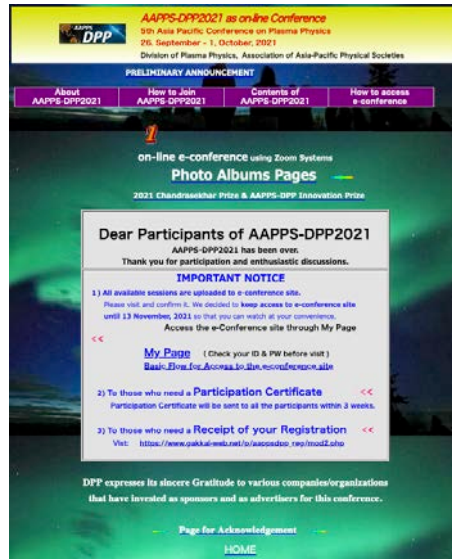 AAPPS
DPP
AAPPS-DPP2021 as on-line Conference
5th Asia Pacific Conference on Plasma Physics
26. September - 1, October, 2021
Division of Plasma Physics, Association of Asia-Pacific Physical Societies
PRELIMINARY ANNOUNCEMENT
About AAPPS-DPP2021
How to Join AAPPS-DPP2021
Contents of AAPPS-DPP2021
How to access e-conference
1
on-line e-conference using Zoom Systems
Photo Albums Pages
2021 Chandrasekhar Prize & AAPPS-DPP Innovation Prize
Dear Participants of AAPPS-DPP2021
AAPPS-DPP2021 has been over.
Thank you for participation and enthusiastic discussions.
IMPORTANT NOTICE
1) All available sessions are uploaded to e-conference site.
Please visit and confirm it. We decided to keep access to e-conference site
until 13 November, 2021 so that you can watch at your convenience.
Access the e-Conference site through My Page
<<
My Page ( Check your ID & PW before visit )
Basic Flow for Access to the e-conference site
2) To those who need a Participation Certificate <<
Participation Certificate will be sent to all the participants within 3 weeks.
3) To those who need a Receipt of your Registration <<
Visit: https://www.gakkai-web.net/p/aappsdpp_reg/mod2.php
DPP expresses its sincere Gratitude to various companies/organizations
that have invested as sponsors and as advertisers for this conference.
Page for Acknowledgement
HOME